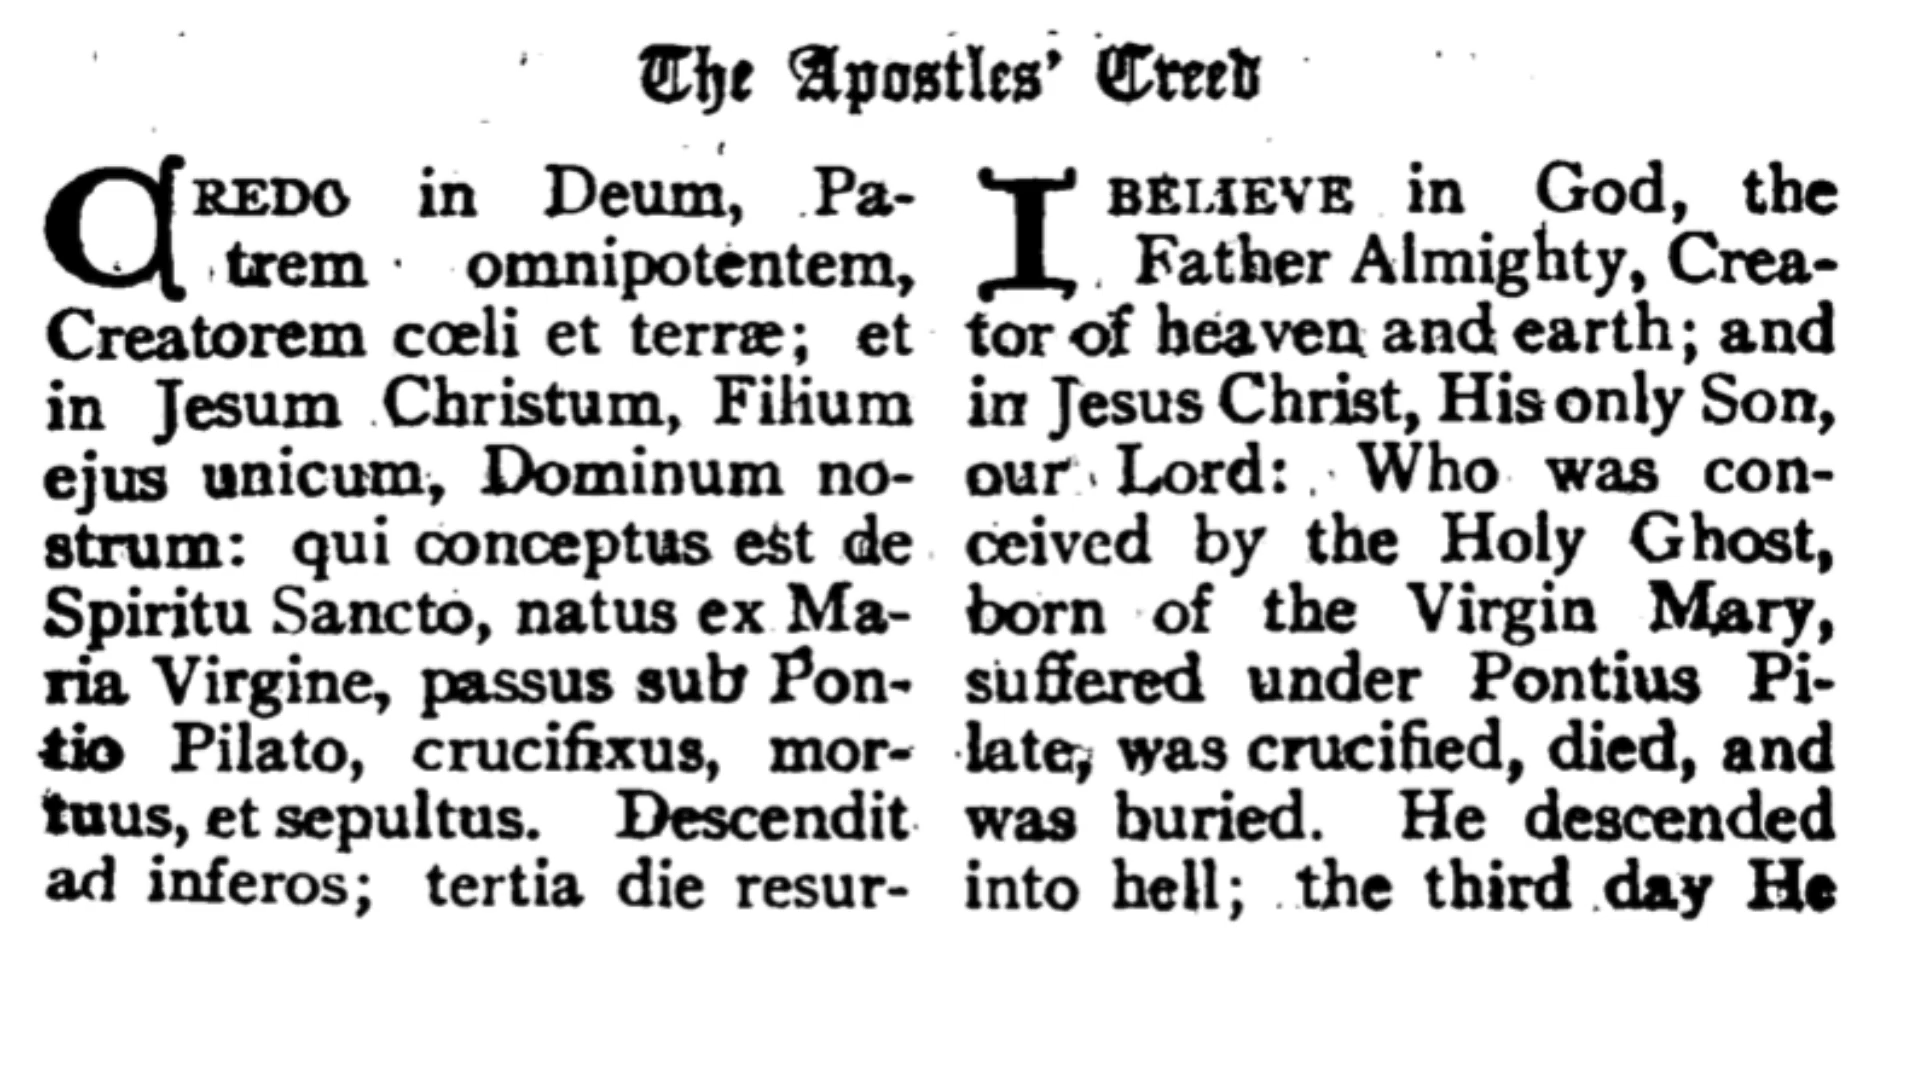 The Apostles' Creed
CREDO in Deum, Pa-
trem omnipotentem,
Creatorem cœli et terræ; et
in Jesum Christum, Filium
ejus unicum, Dominum no-
strum: qui conceptus est de
Spiritu Sancto, natus ex Ma-
ria Virgine, passus sub Pon-
tio Pilato, crucifixus, mor-
tuus, et sepultus. Descendit
ad inferos; tertia die resur-
I BELIEVE in God, the
Father Almighty, Crea-
tor of heaven and earth; and
in Jesus Christ, His only Son,
our Lord: Who was con-
ceived by the Holy Ghost,
born of the Virgin Mary,
suffered under Pontius Pi-
late, was crucified, died, and
was buried. He descended
into hell; the third day He